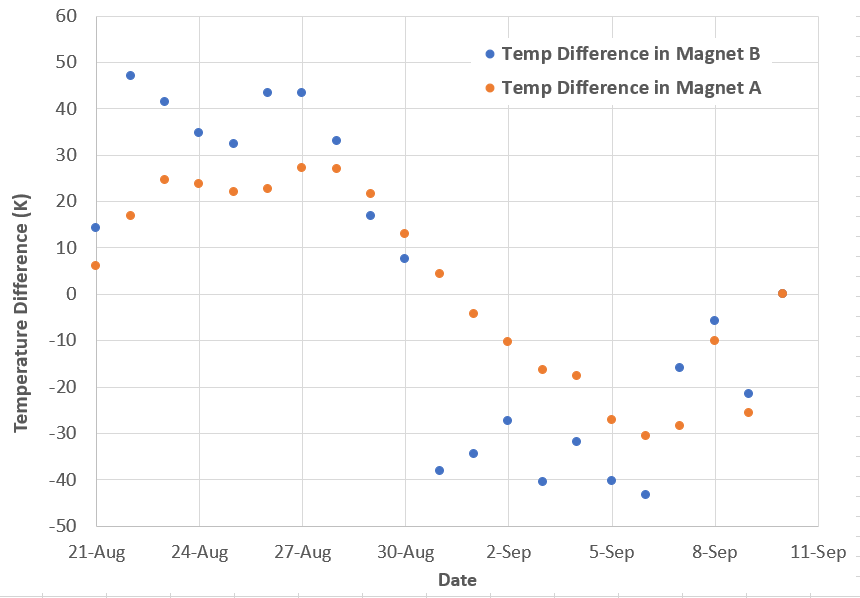 60
50
40
30
20
10
0
-10
-20
-30
-40
-50
Temp Difference in Magnet B
Temp Difference in Magnet A
Temperature Difference (K)
21-Aug 24-Aug 27-Aug 30-Aug 2-Sep 5-Sep 8-Sep 11-Sep
Date